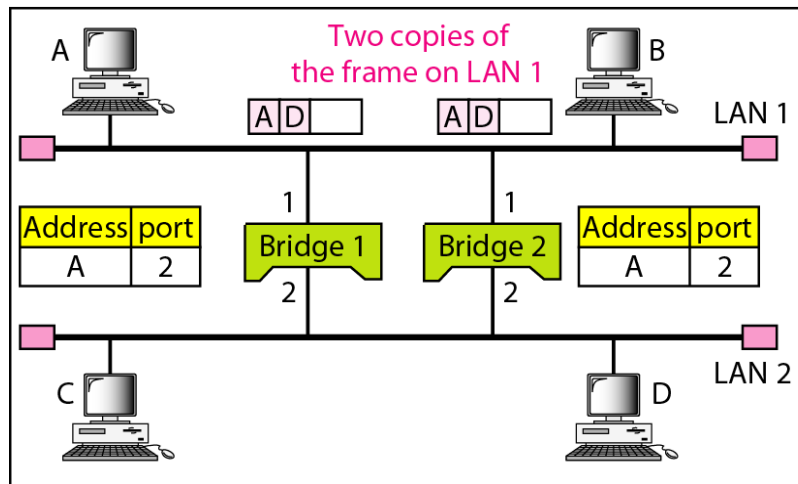 A
Two copies of
the frame on LAN 1
B
A D
A D
LAN 1
1
1
Address port
A 2
Bridge 1
Bridge 2
Address port
A 2
2
2
LAN 2
C
D